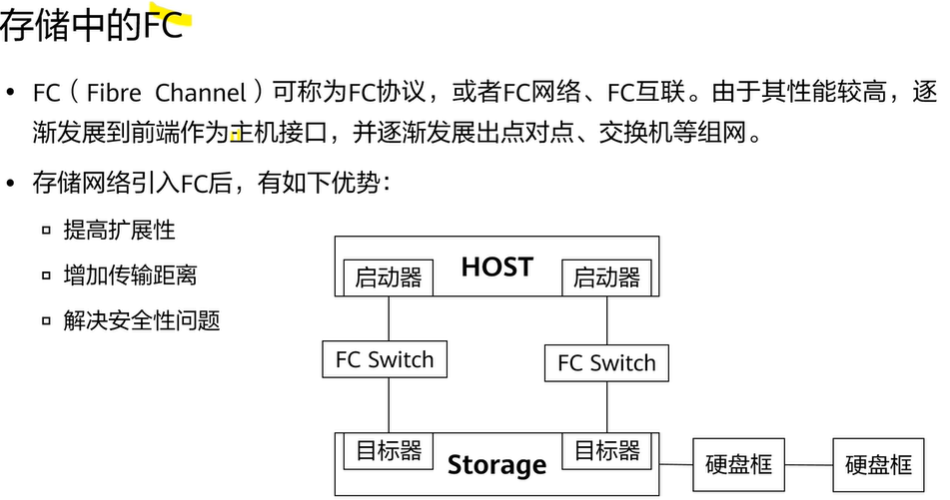 存储中的FC
• FC（Fibre Channel）可称为FC协议，或者FC网络、FC互联。由于其性能较高，逐
渐发展到前端作为主机接口，并逐渐发展出点对点、交换机等组网。
• 存储网络引入FC后，有如下优势：
提高扩展性
增加传输距离
解决安全性问题
启动器
HOST
启动器
FC Switch
FC Switch
目标器
Storage
目标器
硬盘框
硬盘框